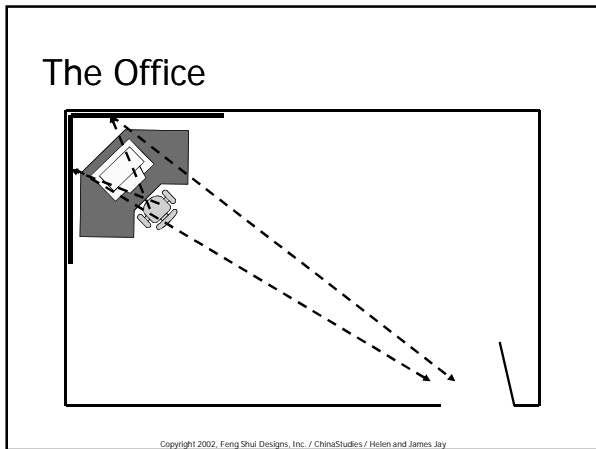 The Office
Copyright 2002, Feng Shui Designs, Inc. / ChinaStudies / Helen and James Jay